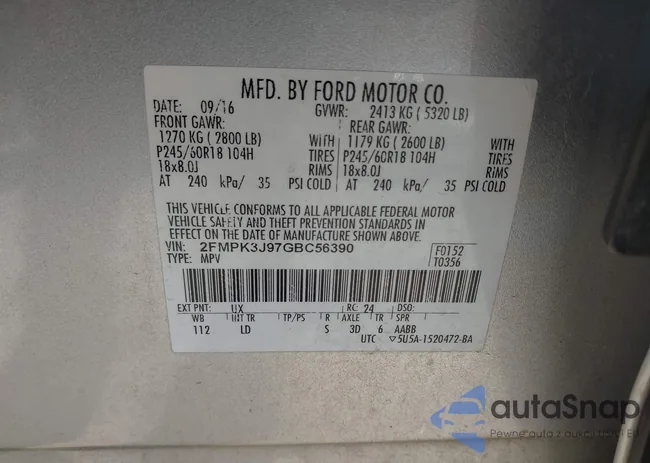 MFD. BY FORD MOTOR CO.
DATE: 09/16 GVWR: 2413 KG ( 5320 LB)
FRONT GAWR: REAR GAWR:
1270 KG ( 2800 LB) WITH 1179 KG ( 2600 LB) WITH
P245/60R18 104H TIRES P245/60R18 104H TIRES
18x8.0J RIMS 18x8.0J RIMS
AT 240 kPa/ 35 PSI COLD AT 240 kPa/ 35 PSI COLD
THIS VEHICLE CONFORMS TO ALL APPLICABLE FEDERAL MOTOR
VEHICLE SAFETY AND THEFT PREVENTION STANDARDS IN
EFFECT ON THE DATE OF MANUFACTURE SHOWN ABOVE.
VIN: 2FMPK3J97GBC56390 F0152
TYPE: MPV T0356
EXT PNT: UX RC: 24 DSO:
WB INT TR TP/PS R AXLE TR SPR
112 LD S 3D 6 AABB
UTC 5U5A-1520472-BA
autaSnap
Pewne auta z aukcji